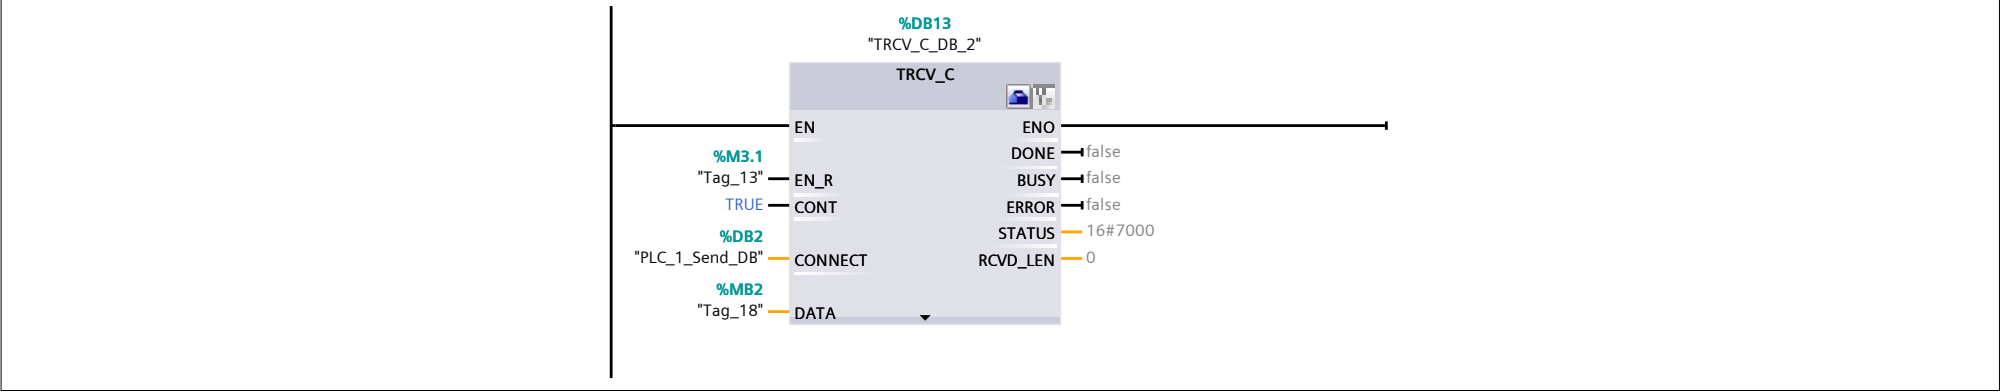 %DB13
"TRCV_C_DB_2"
TRCV_C
EN ENO
DONE false
%M3.1
"Tag_13" EN_R BUSY false
TRUE CONT ERROR false
STATUS 16#7000
%DB2
"PLC_1_Send_DB" CONNECT RCVD_LEN 0
%MB2
"Tag_18" DATA